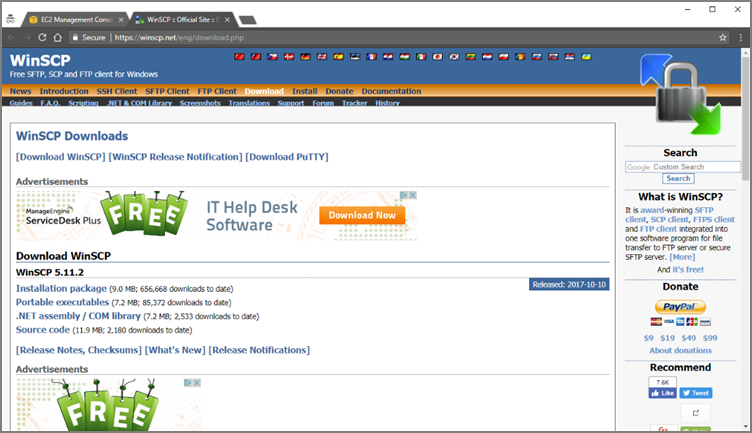 EC2 Management Conso
WinSCP :: Official Site :: D
Secure
https://winscp.net/eng/download.php
WinSCP
Free SFTP, SCP and FTP client for Windows
News Introduction SSH Client SFTP Client FTP Client Download Install Donate Documentation
Guides F.A.Q. Scripting .NET & COM Library Screenshots Translations Support Forum Tracker History
WinSCP Downloads
[Download WinSCP] [WinSCP Release Notification] [Download PuTTY]
Advertisements
ManageEngine
ServiceDesk Plus
FREE
IT Help Desk
Software
Download Now
Download WinSCP
WinSCP 5.11.2
Released: 2017-10-10
Installation package (9.0 MB; 656,668 downloads to date)
Portable executables (7.2 MB; 85,372 downloads to date)
.NET assembly / COM library (7.2 MB; 2,533 downloads to date)
Source code (11.9 MB; 2,180 downloads to date)
[Release Notes, Checksums] [What's New] [Release Notifications]
Advertisements
FREE
Search
Google Custom Search
Search
What is WinSCP?
It is award-winning SFTP
client, SCP client, FTPS client
and FTP client integrated into
one software program for file
transfer to FTP server or secure
SFTP server. [More]
And it's free!
Donate
PayPal
VISA
$9 $19 $49 $99
About donations
Recommend
7.6K
Like
Tweet